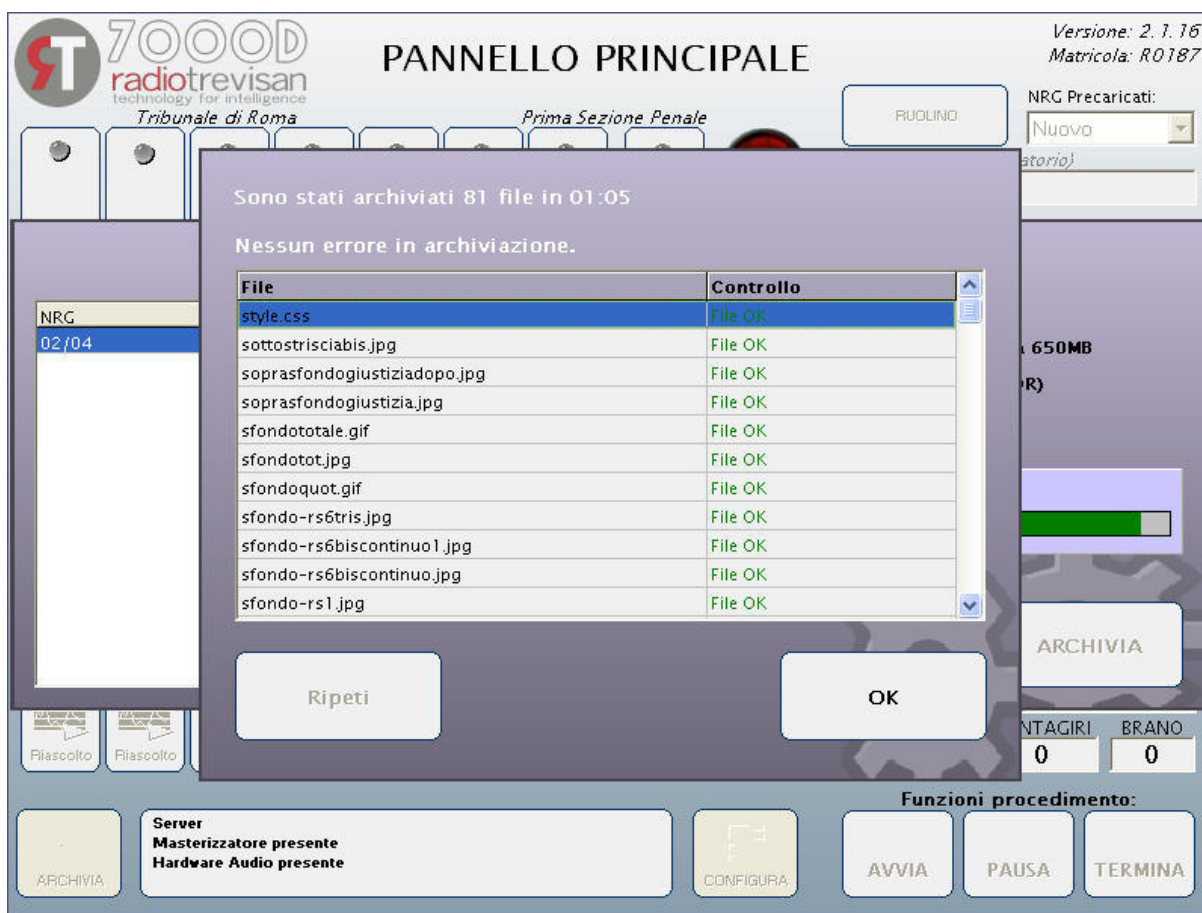 7000D
radiotrevisan
technology for intelligence
PANNELLO PRINCIPALE
Versione: 2.1.16
Matricola: R0187
Tribunale di Roma
Prima Sezione Penale
RUOLINO
NRG Precaricati:
Nuovo
Sono stati archiviati 81 file in 01:05
Nessun errore in archiviazione.
File Controllo
style.css File OK
sottostrisciabis.jpg File OK
soprasfondogiustiziadopo.jpg File OK
soprasfondogiustizia.jpg File OK
sfondototale.gif File OK
sfondotot.jpg File OK
sfondoquot.gif File OK
sfondo-rs6tris.jpg File OK
sfondo-rs6biscontinuo1.jpg File OK
sfondo-rs6biscontinuo.jpg File OK
sfondo-rs1.jpg File OK
NRG
02/04
650MB
Ripeti
OK
ARCHIVIA
Riascolto
Riascolto
BRANO
0
0
Server
Masterizzatore presente
Hardware Audio presente
ARCHIVIA
CONFIGURA
Funzioni procedimento:
AVVIA
PAUSA
TERMINA